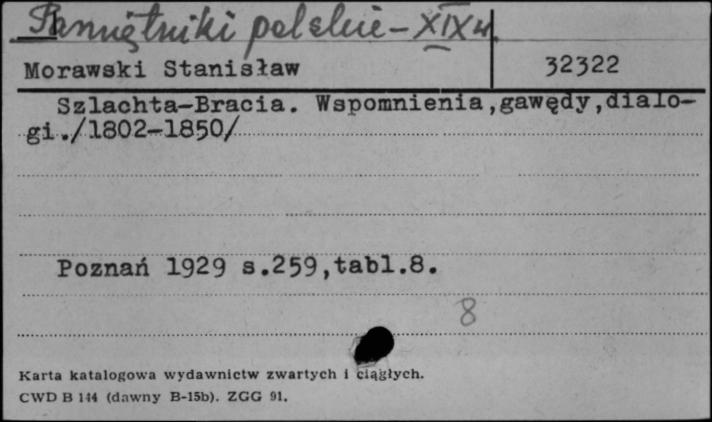 Pamiętniki polskie – XIX w.
Morawski Stanisław 32322
Szlachta-Bracia. Wspomnienia,gawędy,dialo-
gi./1802-1850/
Poznań 1929 s.259,tabl.8.
8
Karta katalogowa wydawnictw zwartych i ciągłych.
CWD B 144 (dawny B-15b). ZGG 91.